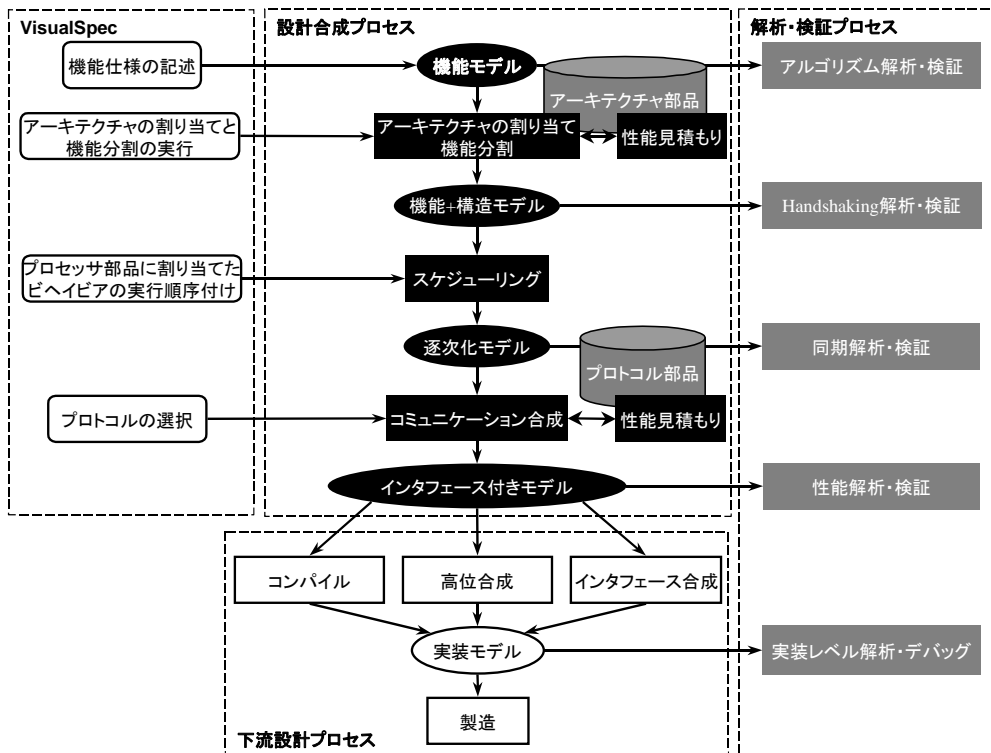 VisualSpec
設計合成プロセス
解析・検証プロセス
機能仕様の記述
機能モデル
アルゴリズム解析・検証
アーキテクチャ部品
アーキテクチャの割り当てと
機能分割の実行
アーキテクチャの割り当て
機能分割
性能見積もり
機能+構造モデル
Handshaking解析・検証
プロセッサ部品に割り当てた
ビヘイビアの実行順序付け
スケジューリング
逐次化モデル
同期解析・検証
プロトコル部品
プロトコルの選択
コミュニケーション合成
性能見積もり
インタフェース付きモデル
性能解析・検証
コンパイル
高位合成
インタフェース合成
実装モデル
実装レベル解析・デバッグ
製造
下流設計プロセス